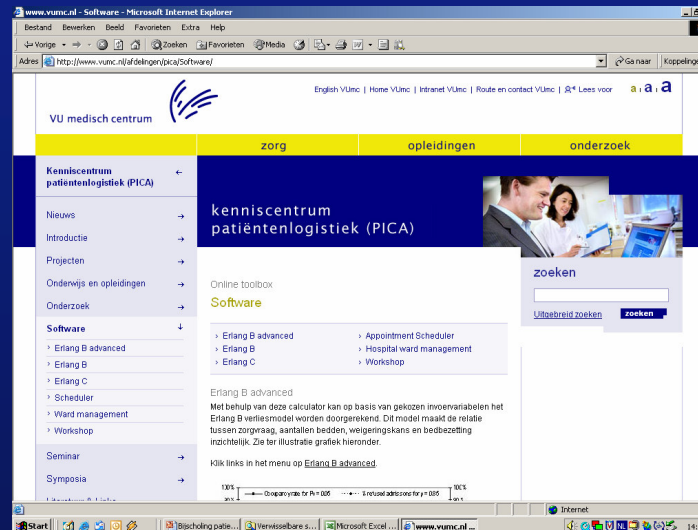 www.vumc.nl - Software - Microsoft Internet Explorer
Bestand Bewerken Beeld Favorieten Extra Help
Vorige Zoeken Favorieten Media
Adres http://www.vumc.nl/afdelingen/pica/Software/ Ga naar Koppelinge
English VUmc | Home VUmc | Intranet VUmc | Route en contact VUmc | Lees voor a | a | a
VU medisch centrum
zorg opleidingen onderzoek
Kenniscentrum
patiëntenlogistiek (PICA)
Nieuws
Introductie
Projecten
Onderwijs en opleidingen
Onderzoek
Software
Erlang B advanced
Erlang B
Erlang C
Scheduler
Ward management
Workshop
Seminar
Symposia
kenniscentrum
patiëntenlogistiek (PICA)
Online toolbox
Software
Erlang B advanced
Erlang B
Erlang C
Appointment Scheduler
Hospital ward management
Workshop
Erlang B advanced
Met behulp van deze calculator kan op basis van gekozen invoervariabelen het
Erlang B verliesmodel worden doorgerekend. Dit model maakt de relatie
tussen zorgvraag, aantallen bedden, weigeringskans en bedbezetting
inzichtelijk. Zie ter illustratie grafiek hieronder.
Klik links in het menu op Erlang B advanced.
100% 100%
zoeken
Uitgebreid zoeken zoeken
Internet
Start Bijscholing patie... Verwisselbare s... Microsoft Excel ... www.vumc.nl ... NL